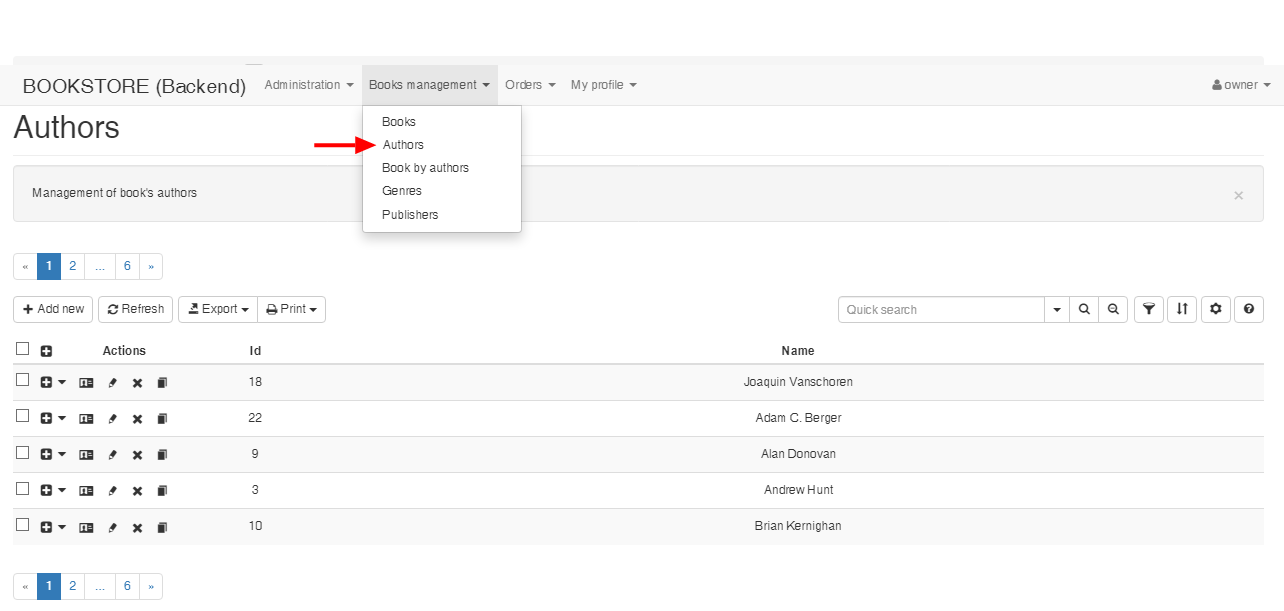 BOOKSTORE (Backend) Administration Books management Orders My profile owner
Authors
Books
Authors
Book by authors
Genres
Publishers
Management of book's authors ×
« 1 2 ... 6 »
Add new Refresh Export Print Quick search
Actions Id Name
18 Joaquin Vanschoren
22 Adam C. Berger
9 Alan Donovan
3 Andrew Hunt
10 Brian Kernighan
« 1 2 ... 6 »